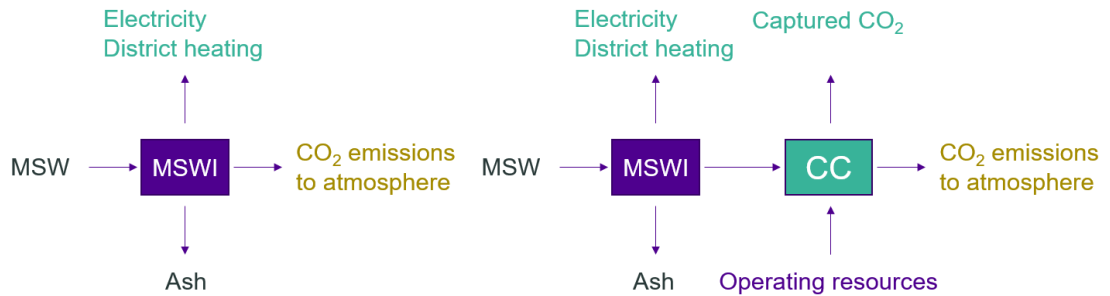 Electricity
District heating
MSW
MSWI
CO₂ emissions
to atmosphere
Ash
Electricity
District heating
Captured CO₂
MSW
MSWI
CC
CO₂ emissions
to atmosphere
Ash
Operating resources